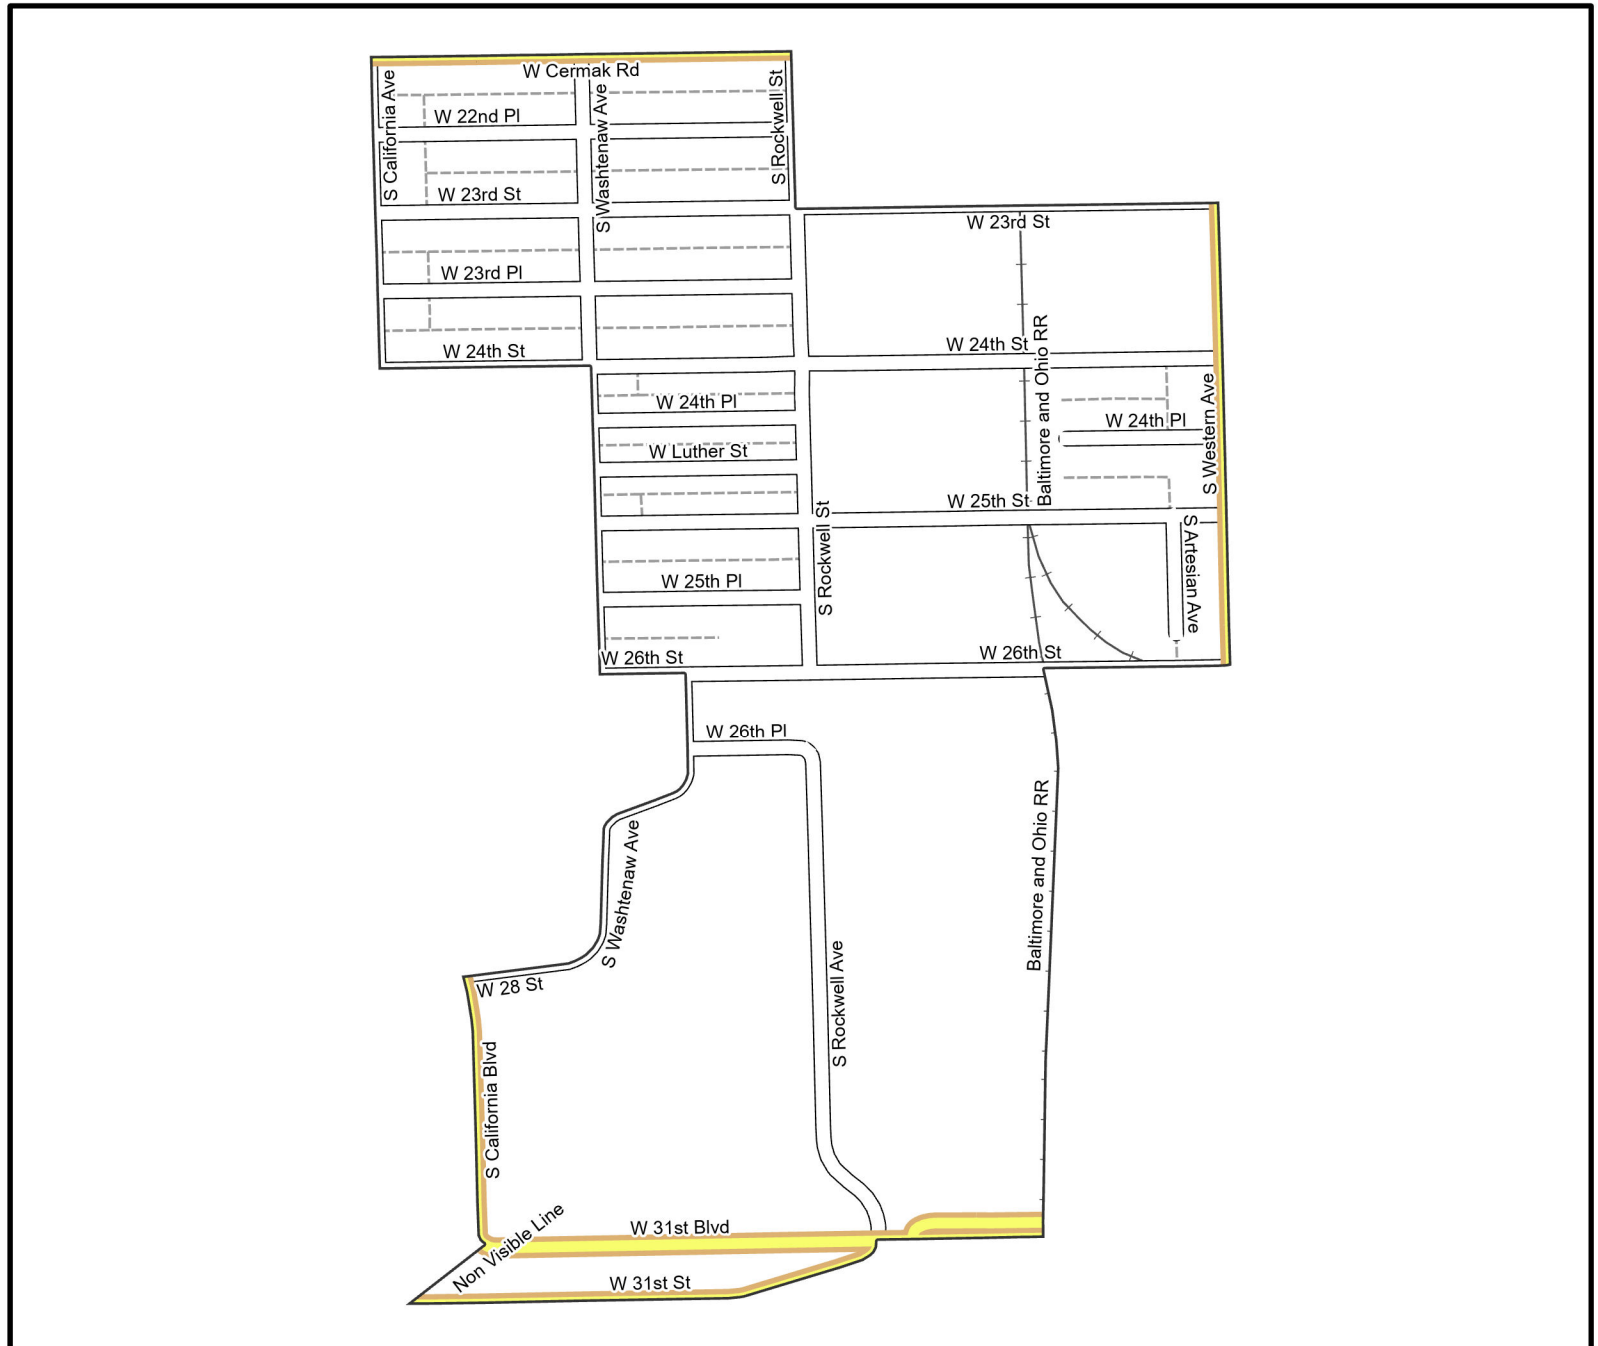 W Cermak Rd
S California Ave
S Washtenaw Ave
S Rockwell St
W 22nd Pl
W 23rd St
W 23rd St
W 23rd Pl
W 24th St
W 24th St
Baltimore and Ohio RR
S Western Ave
W 24th Pl
W 24th Pl
W Luther St
W 25th St
S Rockwell St
S Artesian Ave
W 25th Pl
W 26th St
W 26th St
W 26th Pl
S Washtenaw Ave
Baltimore and Ohio RR
S Rockwell Ave
W 28 St
S California Blvd
Non Visible Line
W 31st Blvd
W 31st St